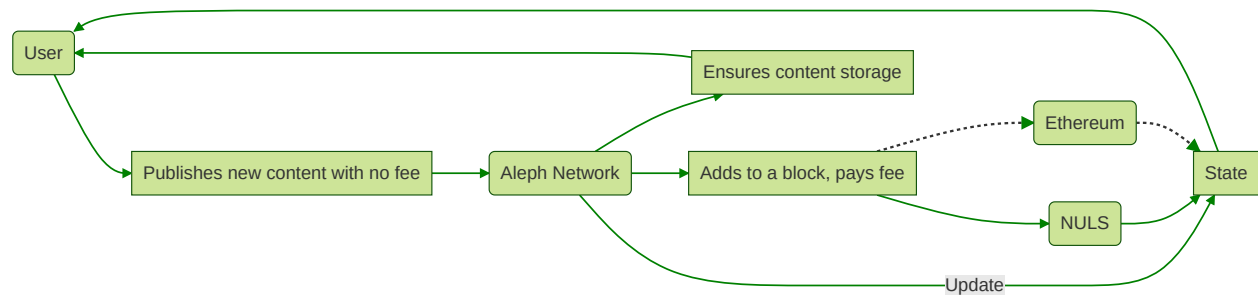 User
Ensures content storage
Ethereum
Publishes new content with no fee
Aleph Network
Adds to a block, pays fee
State
NULS
Update